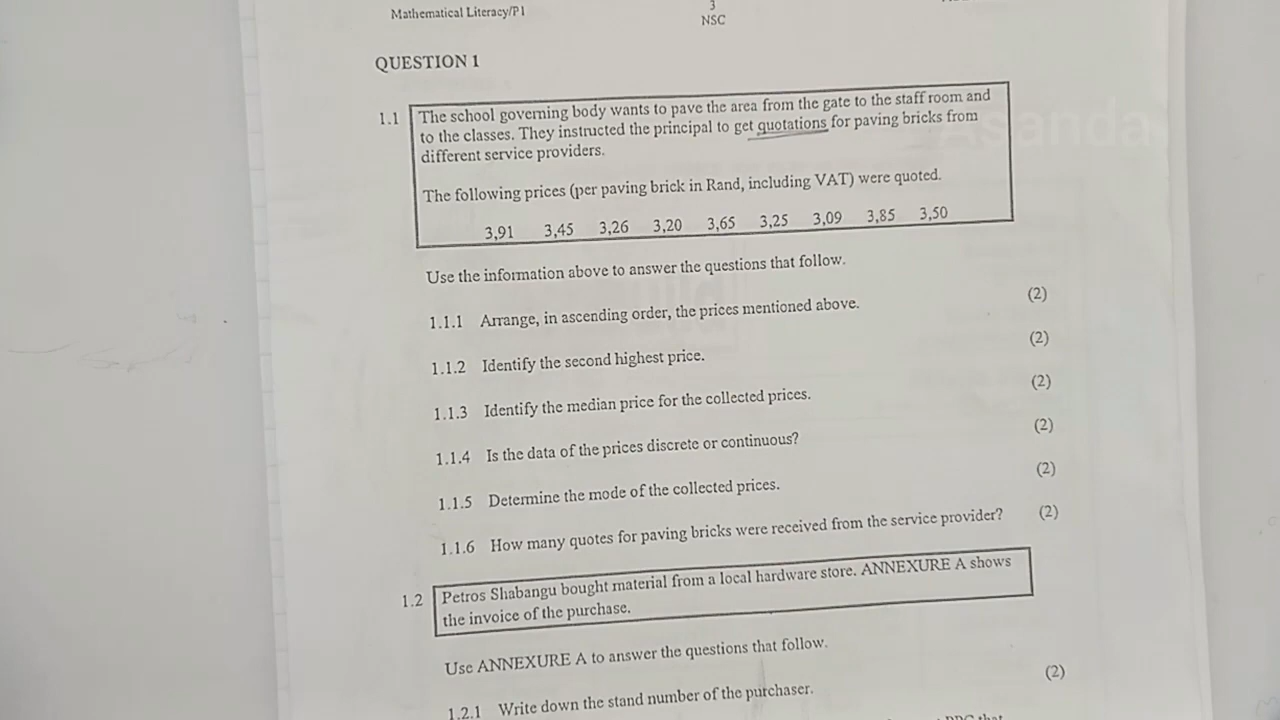 Mathematical Literacy/P1
3
NSC
QUESTION 1
1.1 The school governing body wants to pave the area from the gate to the staff room and
to the classes. They instructed the principal to get quotations for paving bricks from
different service providers.
The following prices (per paving brick in Rand, including VAT) were quoted.
3,91 3,45 3,26 3,20 3,65 3,25 3,09 3,85 3,50
Use the information above to answer the questions that follow.
1.1.1 Arrange, in ascending order, the prices mentioned above. (2)
1.1.2 Identify the second highest price. (2)
1.1.3 Identify the median price for the collected prices. (2)
1.1.4 Is the data of the prices discrete or continuous? (2)
1.1.5 Determine the mode of the collected prices. (2)
1.1.6 How many quotes for paving bricks were received from the service provider? (2)
1.2 Petros Shabangu bought material from a local hardware store. ANNEXURE A shows
the invoice of the purchase.
Use ANNEXURE A to answer the questions that follow.
1.2.1 Write down the stand number of the purchaser. (2)
that